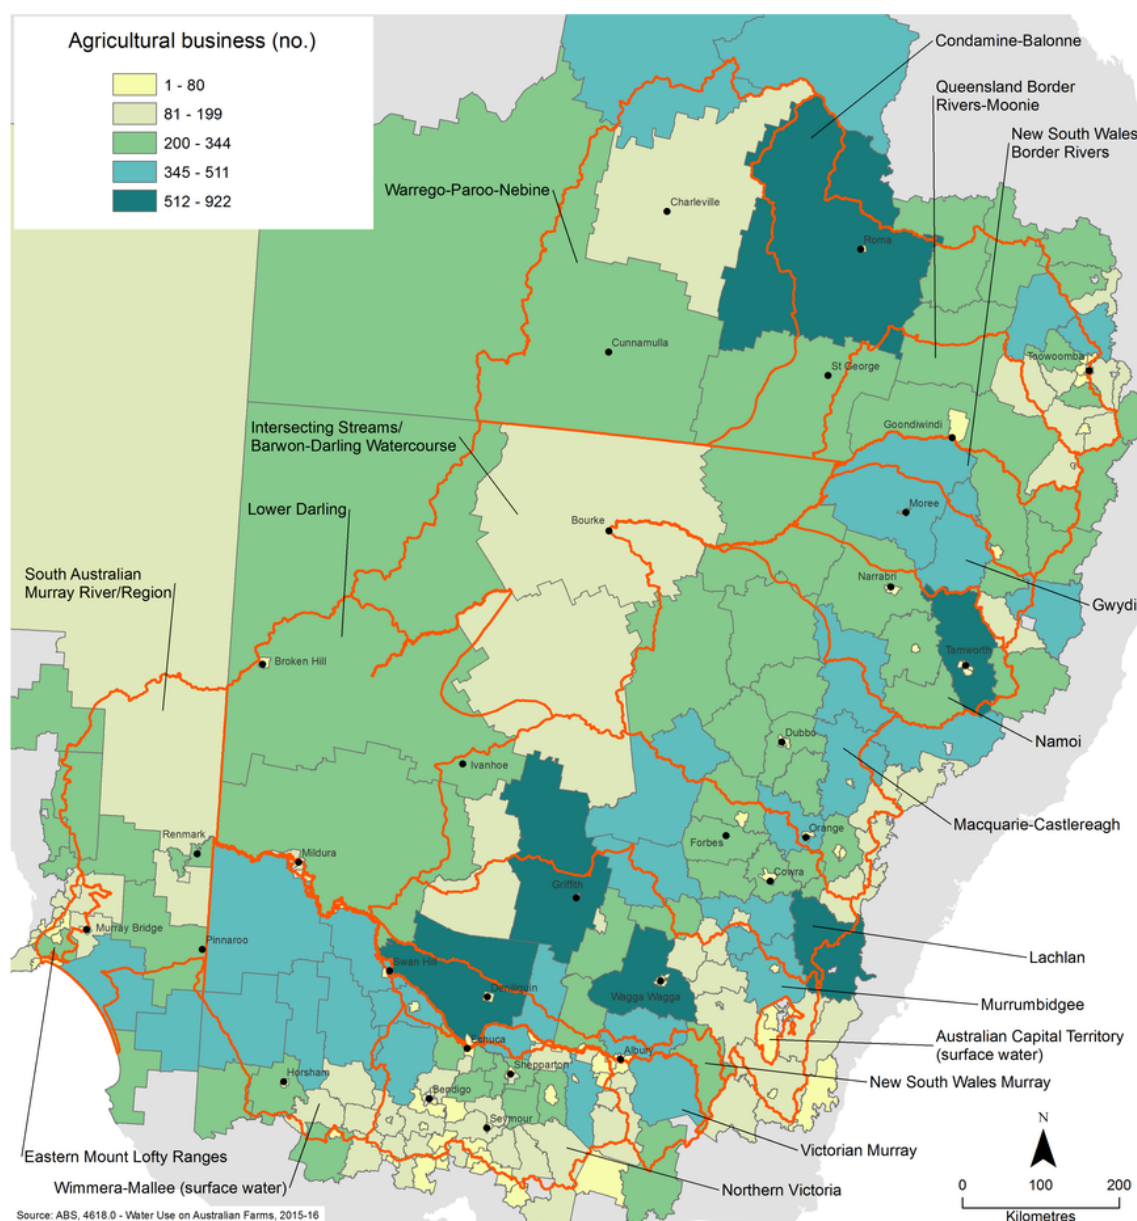 Agricultural business (no.)
1 - 80
81 - 199
200 - 344
345 - 511
512 - 922
Condamine-Balonne
Queensland Border
Rivers-Moonie
New South Wales
Border Rivers
Warrego-Paroo-Nebine
Charleville
Roma
Cunnamulla
St George
Toowoomba
Goondiwindi
Intersecting Streams/
Barwon-Darling Watercourse
Lower Darling
Moree
Bourke
South Australian
Murray River/Region
Narrabri
Gwydi
Broken Hill
Tamworth
Namoi
Dubbo
Ivanhoe
Macquarie-Castlereagh
Renmark
Mildura
Forbes
Orange
Cowra
Griffith
Murray Bridge
Pinnaroo
Lachlan
Swan Hill
Deniliquin
Wagga Wagga
Murrumbidgee
Australian Capital Territory
(surface water)
Echuca
Albury
New South Wales Murray
Horsham
Shepparton
Bendigo
Seymour
Victorian Murray
Eastern Mount Lofty Ranges
Wimmera-Mallee (surface water)
Northern Victoria
N
0 100 200
Kilometres
Source: ABS, 4618.0 - Water Use on Australian Farms, 2015-16